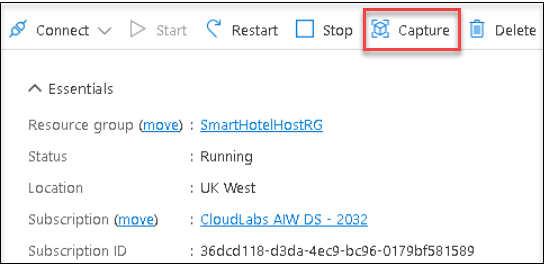 Connect Start Restart Stop Capture Delete
Essentials
Resource group (move) : SmartHotelHostRG
Status : Running
Location : UK West
Subscription (move) : CloudLabs AIW DS - 2032
Subscription ID : 36dcd118-d3da-4ec9-bc96-0179bf581589